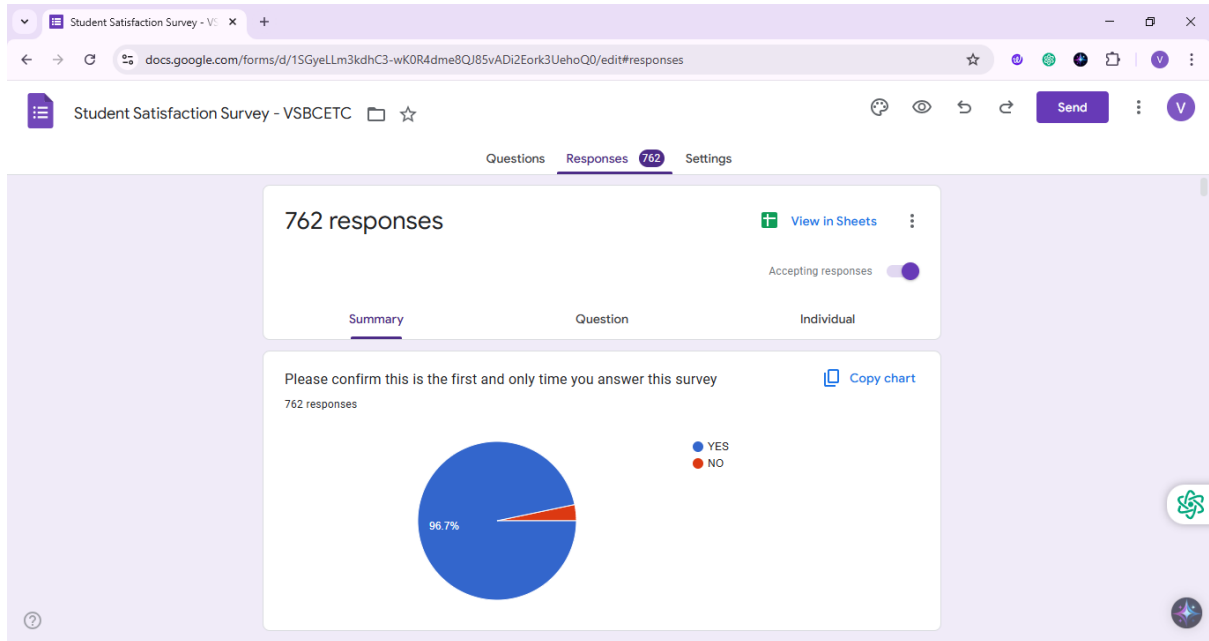 Student Satisfaction Survey - VS
docs.google.com/forms/d/1SGyeLLm3kdhC3-wK0R4dme8QJ85vADi2Eork3UehoQ0/edit#responses
V
Student Satisfaction Survey - VSBCETC
Send
V
Questions Responses 762 Settings
762 responses
View in Sheets
Accepting responses
Summary Question Individual
Please confirm this is the first and only time you answer this survey
Copy chart
762 responses
YES
NO
96.7%